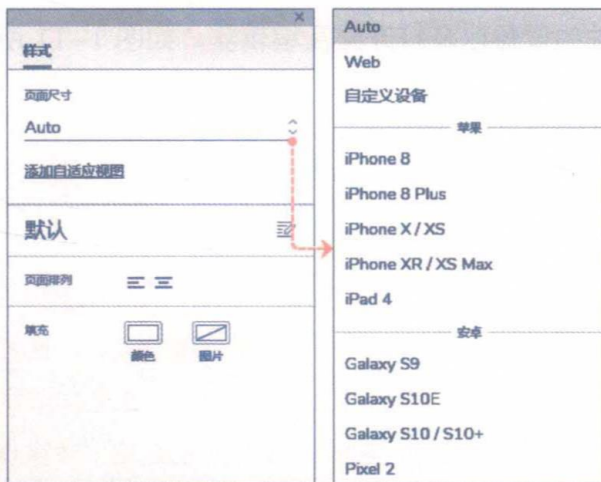 样式
页面尺寸
Auto
添加自适应视图
默认
页面排列
填充
颜色
图片
Auto
Web
自定义设备
苹果
iPhone 8
iPhone 8 Plus
iPhone X / XS
iPhone XR / XS Max
iPad 4
安卓
Galaxy S9
Galaxy S10E
Galaxy S10 / S10+
Pixel 2